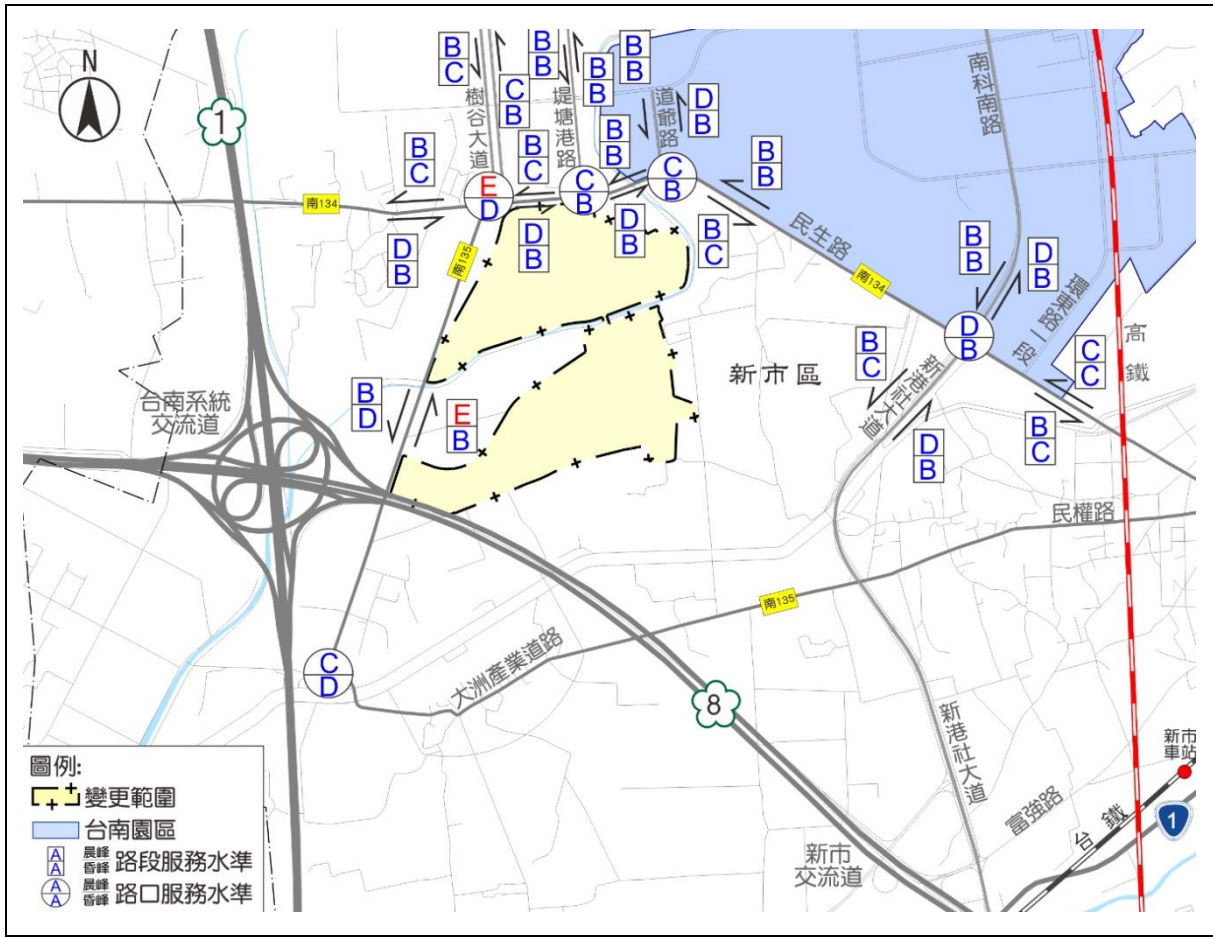 N
1
B
C
樹谷大道
C
B
B
B
堤塘港路
B
B
B
B
道爺路
D
B
南科南路
B
C
南134
D
B
E
D
B
C
C
B
B
B
C
B
B
B
D
B
D
B
B
C
民生路
南134
南135
B
B
D
B
環東路一段
D
B
C
C
高鐵
B
C
新港社大道
D
B
B
C
新市區
台南系統
交流道
B
D
E
B
民權路
南135
大洲產業道路
C
D
8
新港社大道
新市
車站
富強路
台鐵
1
新市
交流道
圖例:
變更範圍
台南園區
A
A
晨峰
昏峰
路段服務水準
A
A
晨峰
昏峰
路口服務水準